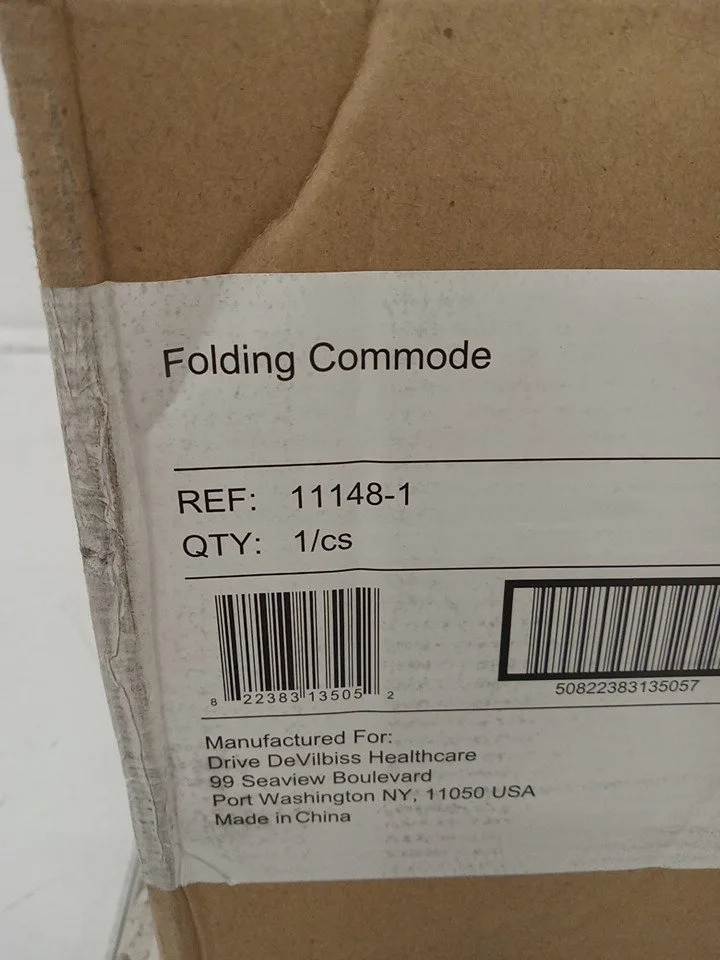 Folding Commode
REF: 11148-1
QTY: 1/cs
8 22383 13505 2
50822383135057
Manufactured For:
Drive DeVilbiss Healthcare
99 Seaview Boulevard
Port Washington NY, 11050 USA
Made in China